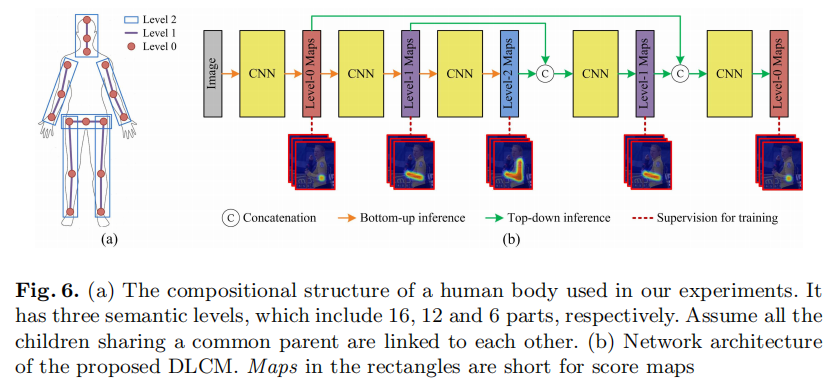 Level 2
Level 1
Level 0
Image
CNN
Level-0 Maps
CNN
Level-1 Maps
CNN
Level-2 Maps
C
CNN
Level-1 Maps
C
CNN
Level-0 Maps
C Concatenation
Bottom-up inference
Top-down inference
Supervision for training
(a)
(b)
Fig. 6. (a) The compositional structure of a human body used in our experiments. It
has three semantic levels, which include 16, 12 and 6 parts, respectively. Assume all the
children sharing a common parent are linked to each other. (b) Network architecture
of the proposed DLCM. Maps in the rectangles are short for score maps